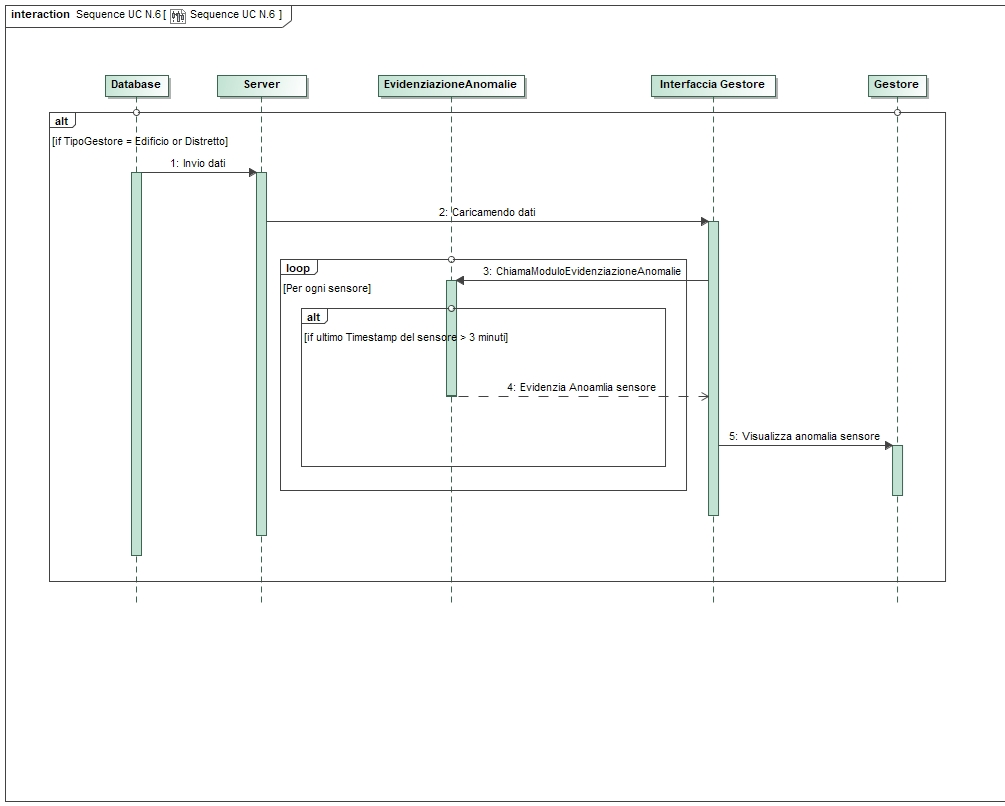 interaction Sequence UC N.6 [ Sequence UC N.6 ]
Database
Server
EvidenziazioneAnomalie
Interfaccia Gestore
Gestore
alt
[if TipoGestore = Edificio or Distretto]
1: Invio dati
2: Caricamendo dati
loop
3: ChiamaModuloEvidenziazioneAnomalie
[Per ogni sensore]
alt
[if ultimo Timestamp del sensore > 3 minuti]
4: Evidenzia Anoamlia sensore
5: Visualizza anomalia sensore